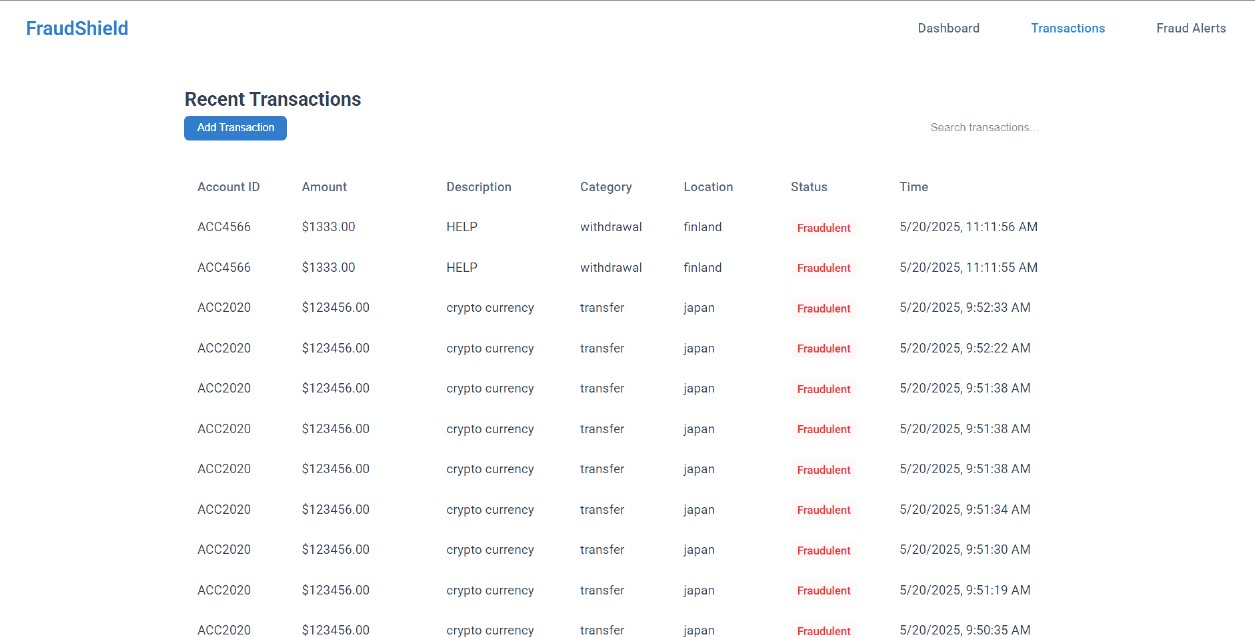 FraudShield Dashboard Transactions Fraud Alerts
Recent Transactions
Add Transaction Search transactions...
Account ID Amount Description Category Location Status Time
ACC4566 $1333.00 HELP withdrawal finland Fraudulent 5/20/2025, 11:11:56 AM
ACC4566 $1333.00 HELP withdrawal finland Fraudulent 5/20/2025, 11:11:55 AM
ACC2020 $123456.00 crypto currency transfer japan Fraudulent 5/20/2025, 9:52:33 AM
ACC2020 $123456.00 crypto currency transfer japan Fraudulent 5/20/2025, 9:52:22 AM
ACC2020 $123456.00 crypto currency transfer japan Fraudulent 5/20/2025, 9:51:38 AM
ACC2020 $123456.00 crypto currency transfer japan Fraudulent 5/20/2025, 9:51:38 AM
ACC2020 $123456.00 crypto currency transfer japan Fraudulent 5/20/2025, 9:51:38 AM
ACC2020 $123456.00 crypto currency transfer japan Fraudulent 5/20/2025, 9:51:34 AM
ACC2020 $123456.00 crypto currency transfer japan Fraudulent 5/20/2025, 9:51:30 AM
ACC2020 $123456.00 crypto currency transfer japan Fraudulent 5/20/2025, 9:51:19 AM
ACC2020 $123456.00 crypto currency transfer japan Fraudulent 5/20/2025, 9:50:35 AM